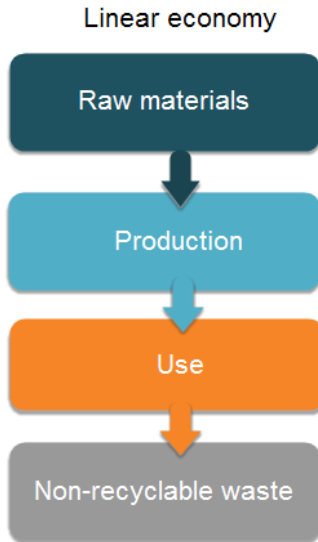 Linear economy
Raw materials
Production
Use
Non-recyclable waste